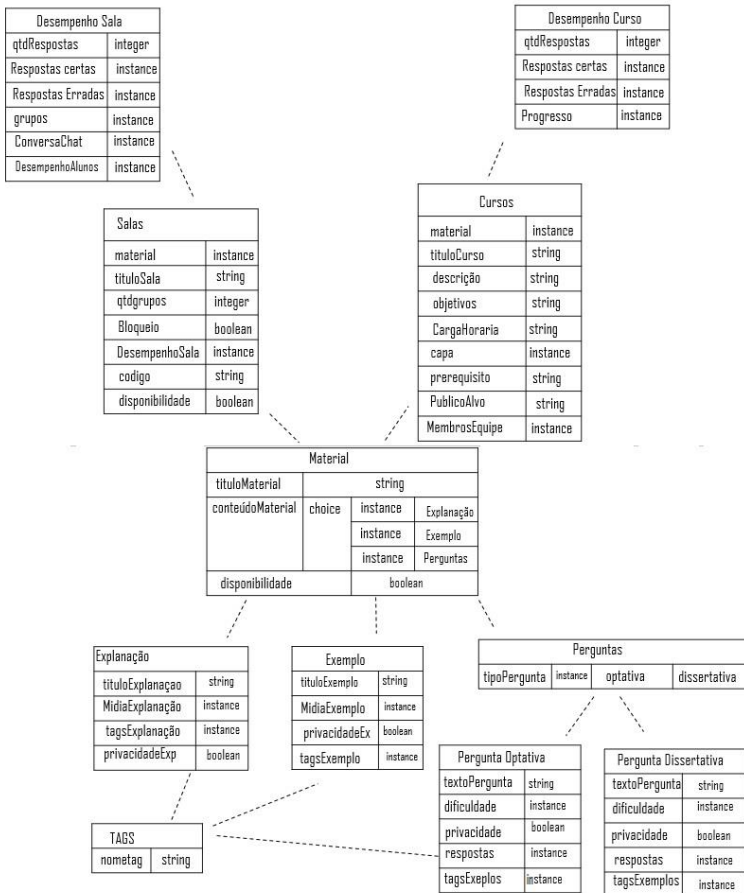 Desempenho Sala
qtdRespostas integer
Respostas certas instance
Respostas Erradas instance
grupos instance
ConversaChat instance
DesempenhoAlunos instance
Desempenho Curso
qtdRespostas integer
Respostas certas instance
Respostas Erradas instance
Progresso instance
Salas
material instance
tituloSala string
qtdgrupos integer
Bloqueio boolean
DesempenhoSala instance
codigo string
disponibilidade boolean
Cursos
material instance
tituloCurso string
descrição string
objetivos string
CargaHoraria string
capa instance
prerequisito string
PublicoAlvo string
MembrosEquipe instance
Material
tituloMaterial string
conteúdoMaterial choice instance Explanação
instance Exemplo
instance Perguntas
disponibilidade boolean
Explanação
tituloExplanaçao string
MidiaExplanação instance
tagsExplanação instance
privacidadeExp boolean
Exemplo
tituloExemplo string
MidiaExemplo instance
privacidadeEx boolean
tagsExemplo instance
Perguntas
tipoPergunta instance optativa dissertativa
Pergunta Optativa
textoPergunta string
dificuldade instance
privacidade boolean
respostas instance
tagsExeplos instance
Pergunta Dissertativa
textoPergunta string
dificuldade instance
privacidade boolean
respostas instance
tagsExemplos instance
TAGS
nometag string